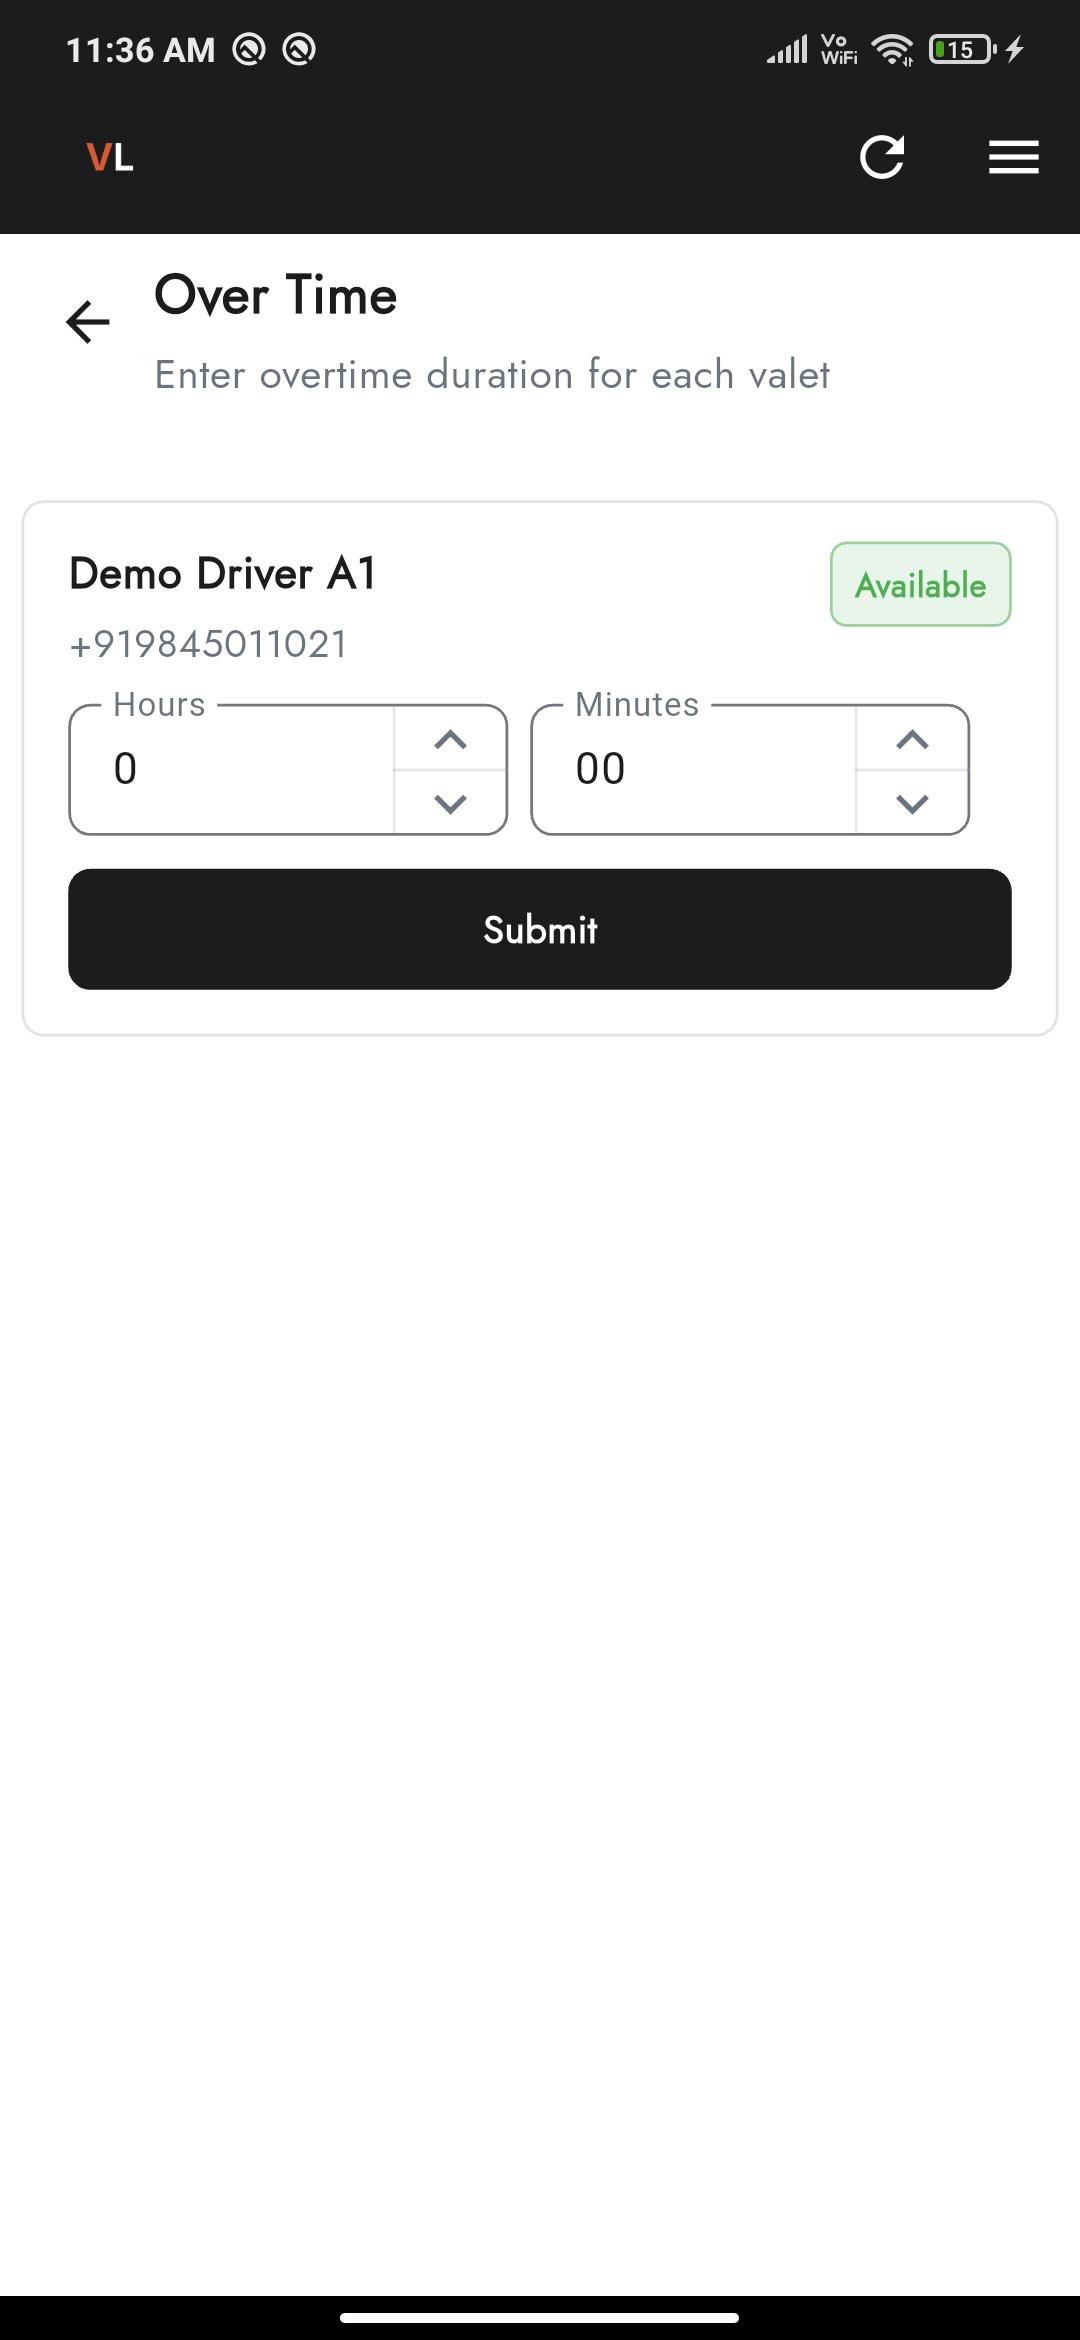 11:36 AM
Vo WiFi
15
VL
Over Time
Enter overtime duration for each valet
Demo Driver A1
Available
+919845011021
Hours
Minutes
0
00
Submit